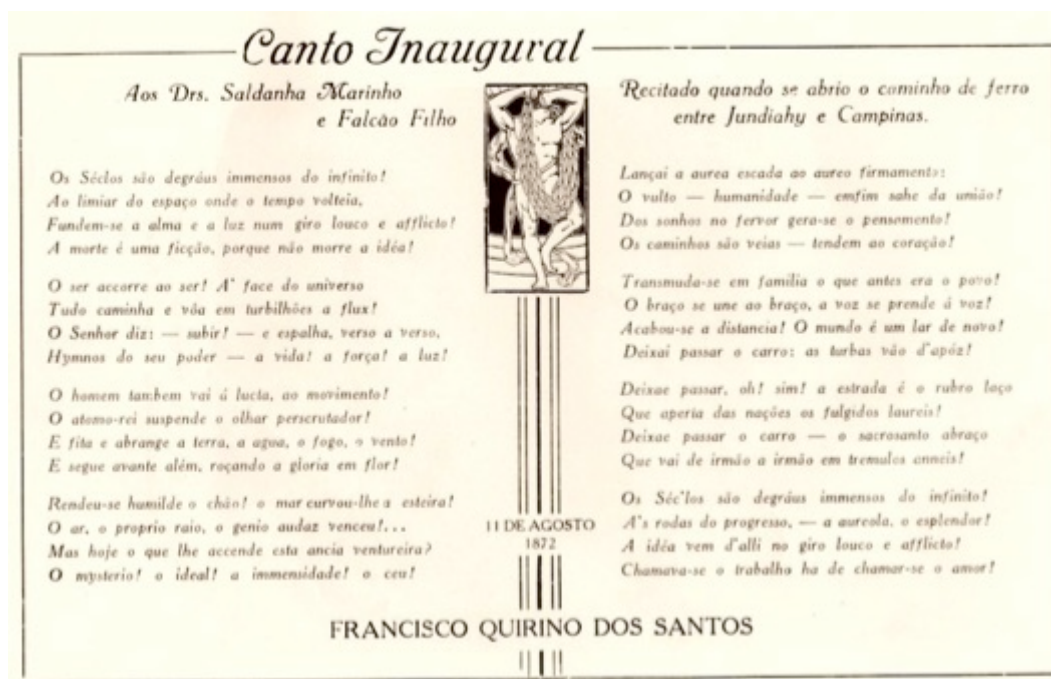 Canto Inaugural
Aos Drs. Saldanha Marinho
e Falcão Filho
Os Séclos são degráus immensos do infinito!
Ao limiar do espaço onde o tempo volteia,
Fundem-se a alma e a luz num giro louco e afflicto!
A morte é uma ficção, porque não morre a idéa!
O ser accorre ao ser! A' face do universo
Tudo caminha e vôa em turbilhões a flux!
O Senhor diz: — subir! — e espalha, verso a verso,
Hymnos do seu poder — a vida! a força! a luz!
O homem tambem vai á lucta, ao movimento!
O atomo-rei suspende o olhar perscrutador!
E fita e abrange a terra, a agua, o fogo, o vento!
E segue avante além, roçando a gloria em flor!
Rendeu-se humilde o chão! o mar curvou-lhe a esteira!
O ar, o proprio raio, o genio audaz venceu!...
Mas hoje o que lhe accende esta ancia ventureira?
O mysterio! o ideal! a immensidade! o ceu!
11 DE AGOSTO
1872
Recitado quando se abrio o caminho de ferro
entre Jundiahy e Campinas.
Lançai a aurea escada ao aureo firmamento:
O vulto — humanidade — emfim sahe da união!
Dos sonhos no fervor gera-se o pensamento!
Os caminhos são veias — tendem ao coração!
Transmuda-se em familia o que antes era o povo!
O braço se une ao braço, a voz se prende á voz!
Acabou-se a distancia! O mundo é um lar de novo!
Deixai passar o carro: as turbas vão d'apóz!
Deixae passar, oh! sim! a estrada é o rubro laço
Que aperta das nações os fulgidos laureis!
Deixae passar o carro — o sacrosanto abraço
Que vai de irmão a irmão em tremulos anneis!
Os Séc'los são degráus immensos do infinito!
A's rodas do progresso, — a aureola, o esplendor!
A idéa vem d'alli no giro louco e afflicto!
Chamava-se o trabalho ha de chamar-se o amor!
FRANCISCO QUIRINO DOS SANTOS